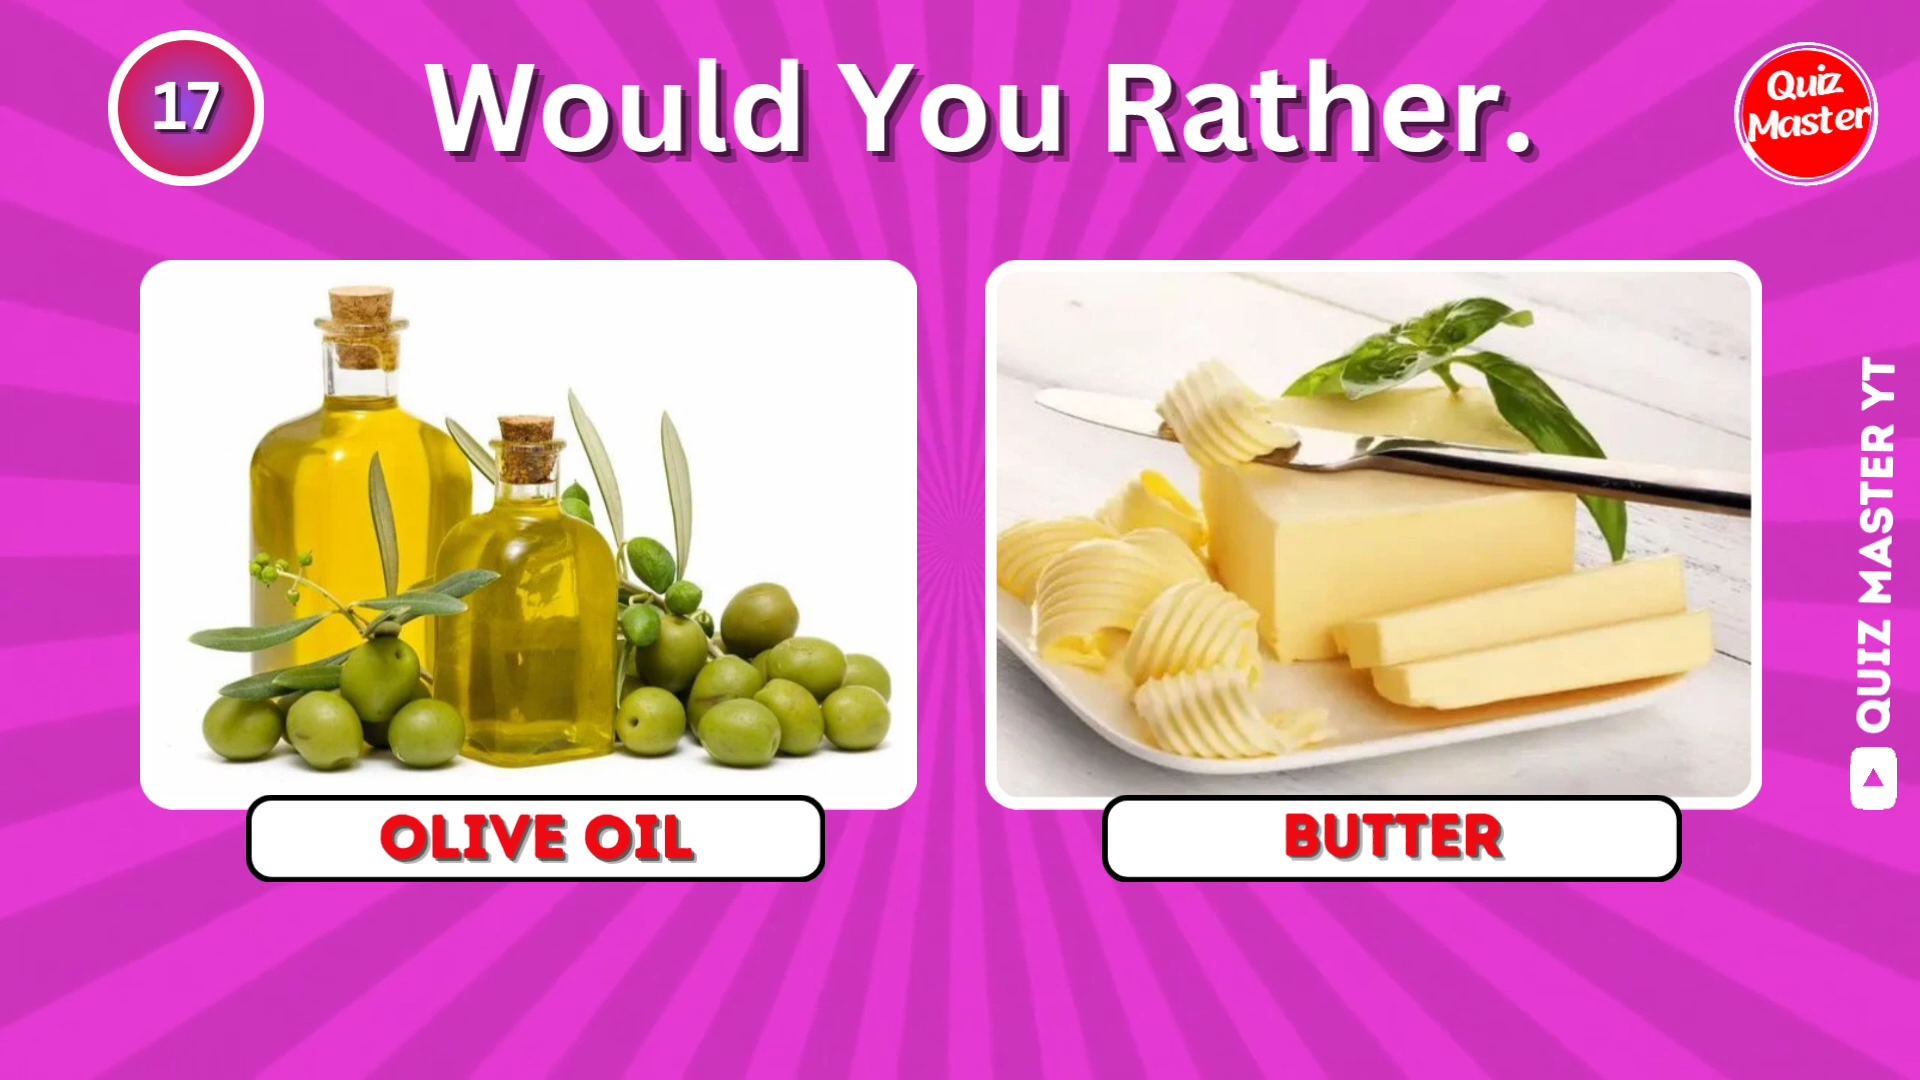 17
Would You Rather.
Quiz
Master
OLIVE OIL
BUTTER
QUIZ MASTER YT